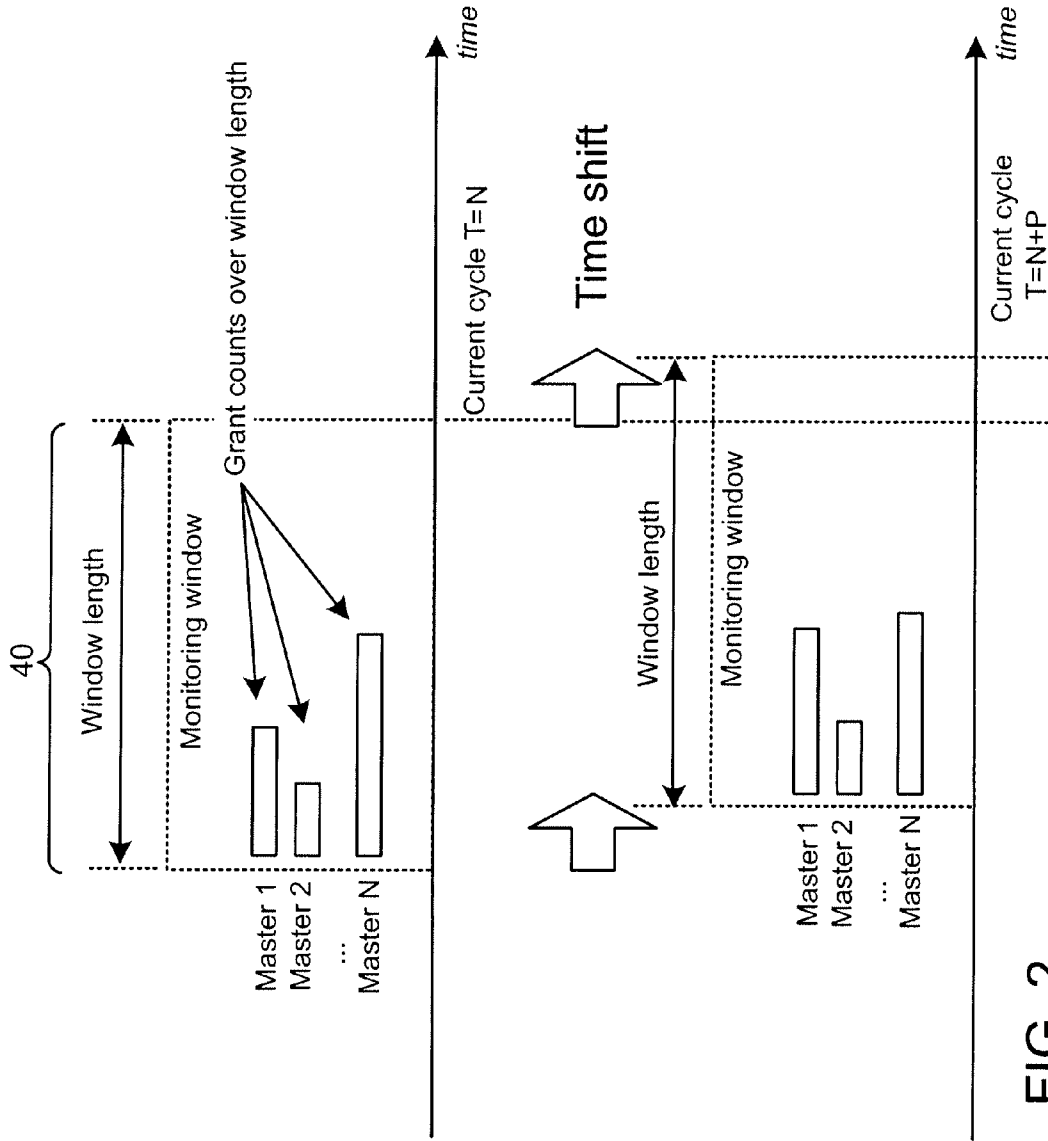 40
Window length
Monitoring window
Grant counts over window length
Master 1
Master 2
...
Master N
time
Current cycle T=N
Time shift
Window length
Monitoring window
Master 1
Master 2
...
Master N
time
Current cycle
T=N+P
FIG. 2